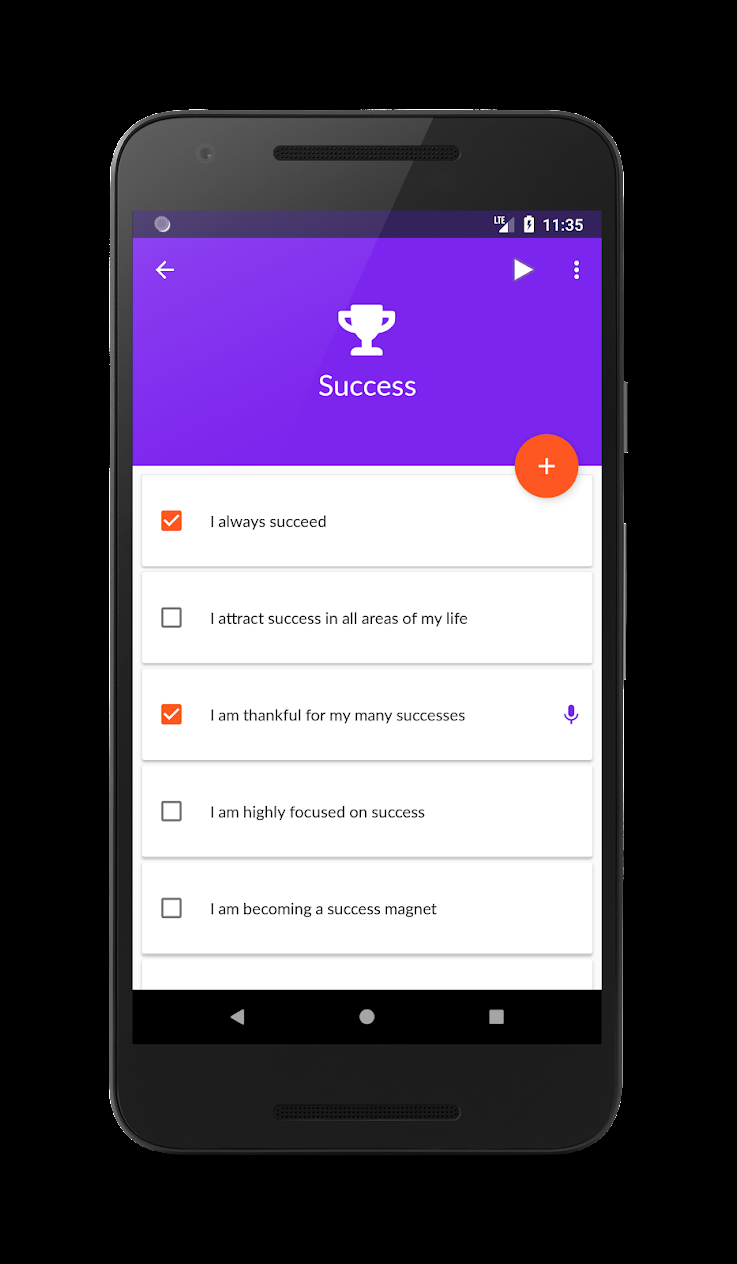 LTE 11:35
Success
I always succeed
I attract success in all areas of my life
I am thankful for my many successes
I am highly focused on success
I am becoming a success magnet